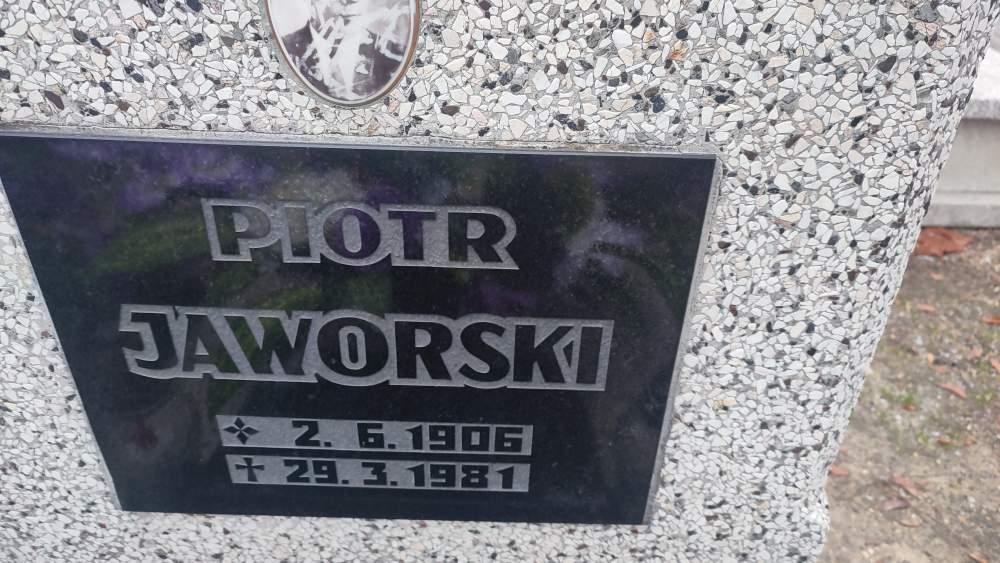 PIOTR
JAWORSKI
2. 6. 1906
† 29. 3. 1981